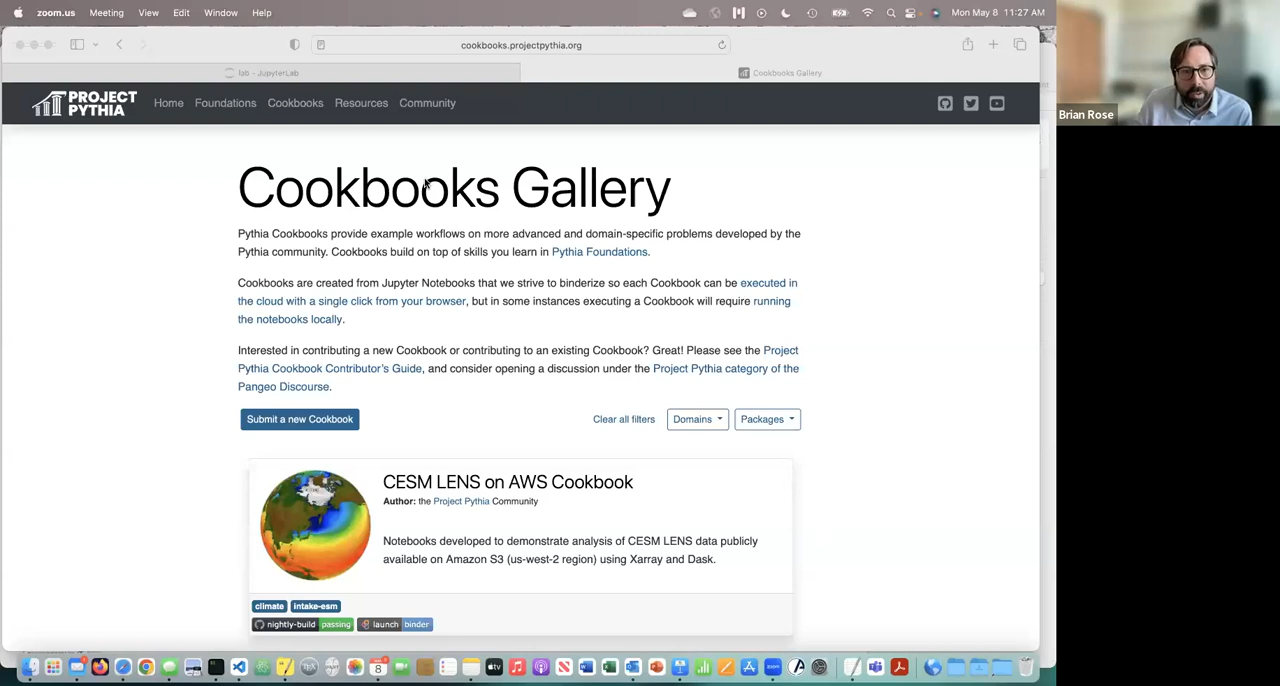 zoom.us Meeting View Edit Window Help Mon May 8 11:27 AM
cookbooks.projectpythia.org
lab - JupyterLab Cookbooks Gallery
PROJECT PYTHIA Home Foundations Cookbooks Resources Community
Brian Rose
Cookbooks Gallery
Pythia Cookbooks provide example workflows on more advanced and domain-specific problems developed by the
Pythia community. Cookbooks build on top of skills you learn in Pythia Foundations.
Cookbooks are created from Jupyter Notebooks that we strive to binderize so each Cookbook can be executed in
the cloud with a single click from your browser, but in some instances executing a Cookbook will require running
the notebooks locally.
Interested in contributing a new Cookbook or contributing to an existing Cookbook? Great! Please see the Project
Pythia Cookbook Contributor's Guide, and consider opening a discussion under the Project Pythia category of the
Pangeo Discourse.
Submit a new Cookbook Clear all filters Domains Packages
CESM LENS on AWS Cookbook
Author: the Project Pythia Community
Notebooks developed to demonstrate analysis of CESM LENS data publicly
available on Amazon S3 (us-west-2 region) using Xarray and Dask.
climate intake-esm
nightly-build passing launch binder